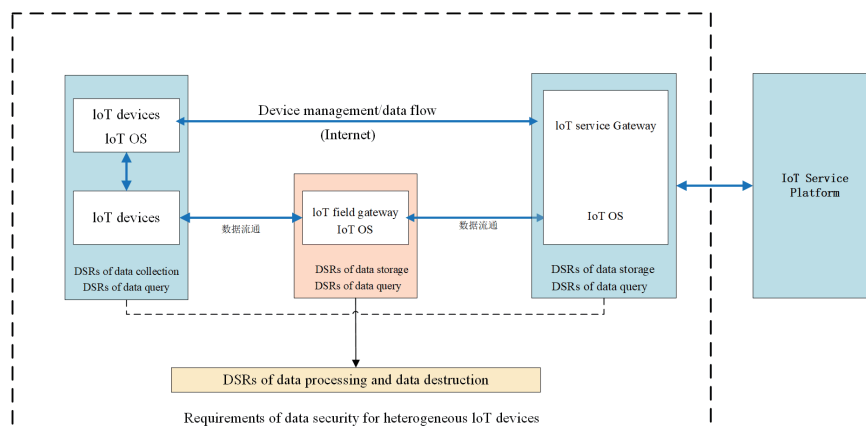 IoT devices
IoT OS
IoT devices
DSRs of data collection
DSRs of data query
Device management/data flow
(Internet)
数据流通
IoT field gateway
IoT OS
DSRs of data storage
DSRs of data query
数据流通
IoT service Gateway
IoT OS
DSRs of data storage
DSRs of data query
IoT Service
Platform
DSRs of data processing and data destruction
Requirements of data security for heterogeneous IoT devices